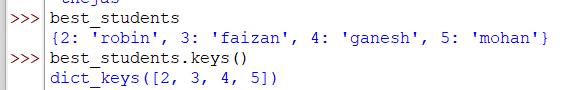 >>> best_students
{2: 'robin', 3: 'faizan', 4: 'ganesh', 5: 'mohan'}
>>> best_students.keys()
dict_keys([2, 3, 4, 5])